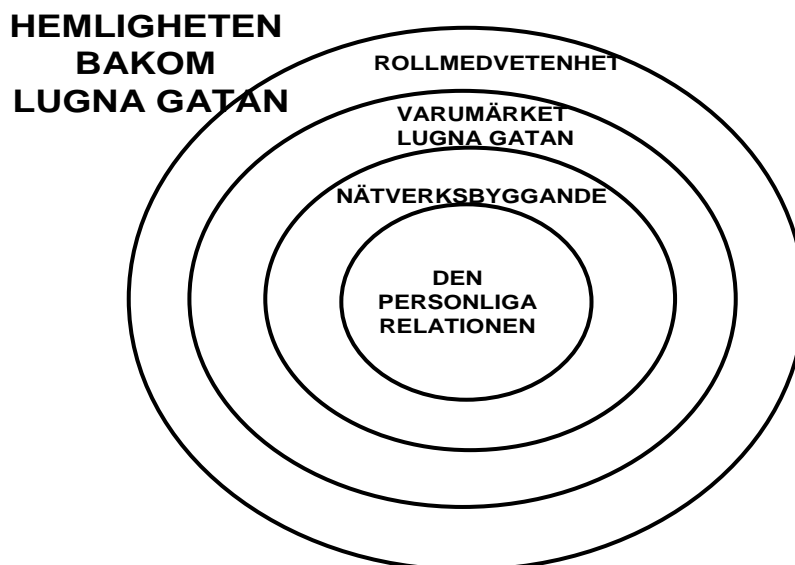 HEMLIGHETEN
BAKOM
LUGNA GATAN
ROLLMEDVETENHET
VARUMÄRKET
LUGNA GATAN
NÄTVERKSBYGGANDE
DEN
PERSONLIGA
RELATIONEN